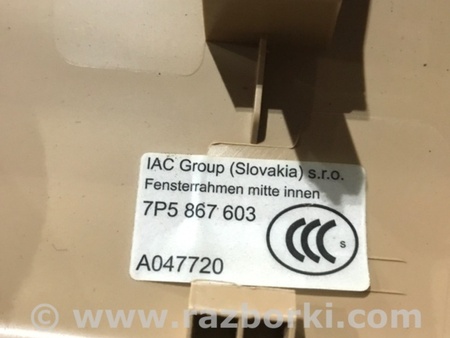 IAC Group (Slovakia) s.r.o.
Fensterrahmen mitte innen
7P5 867 603
CCC S
A047720
© www.razborki.com